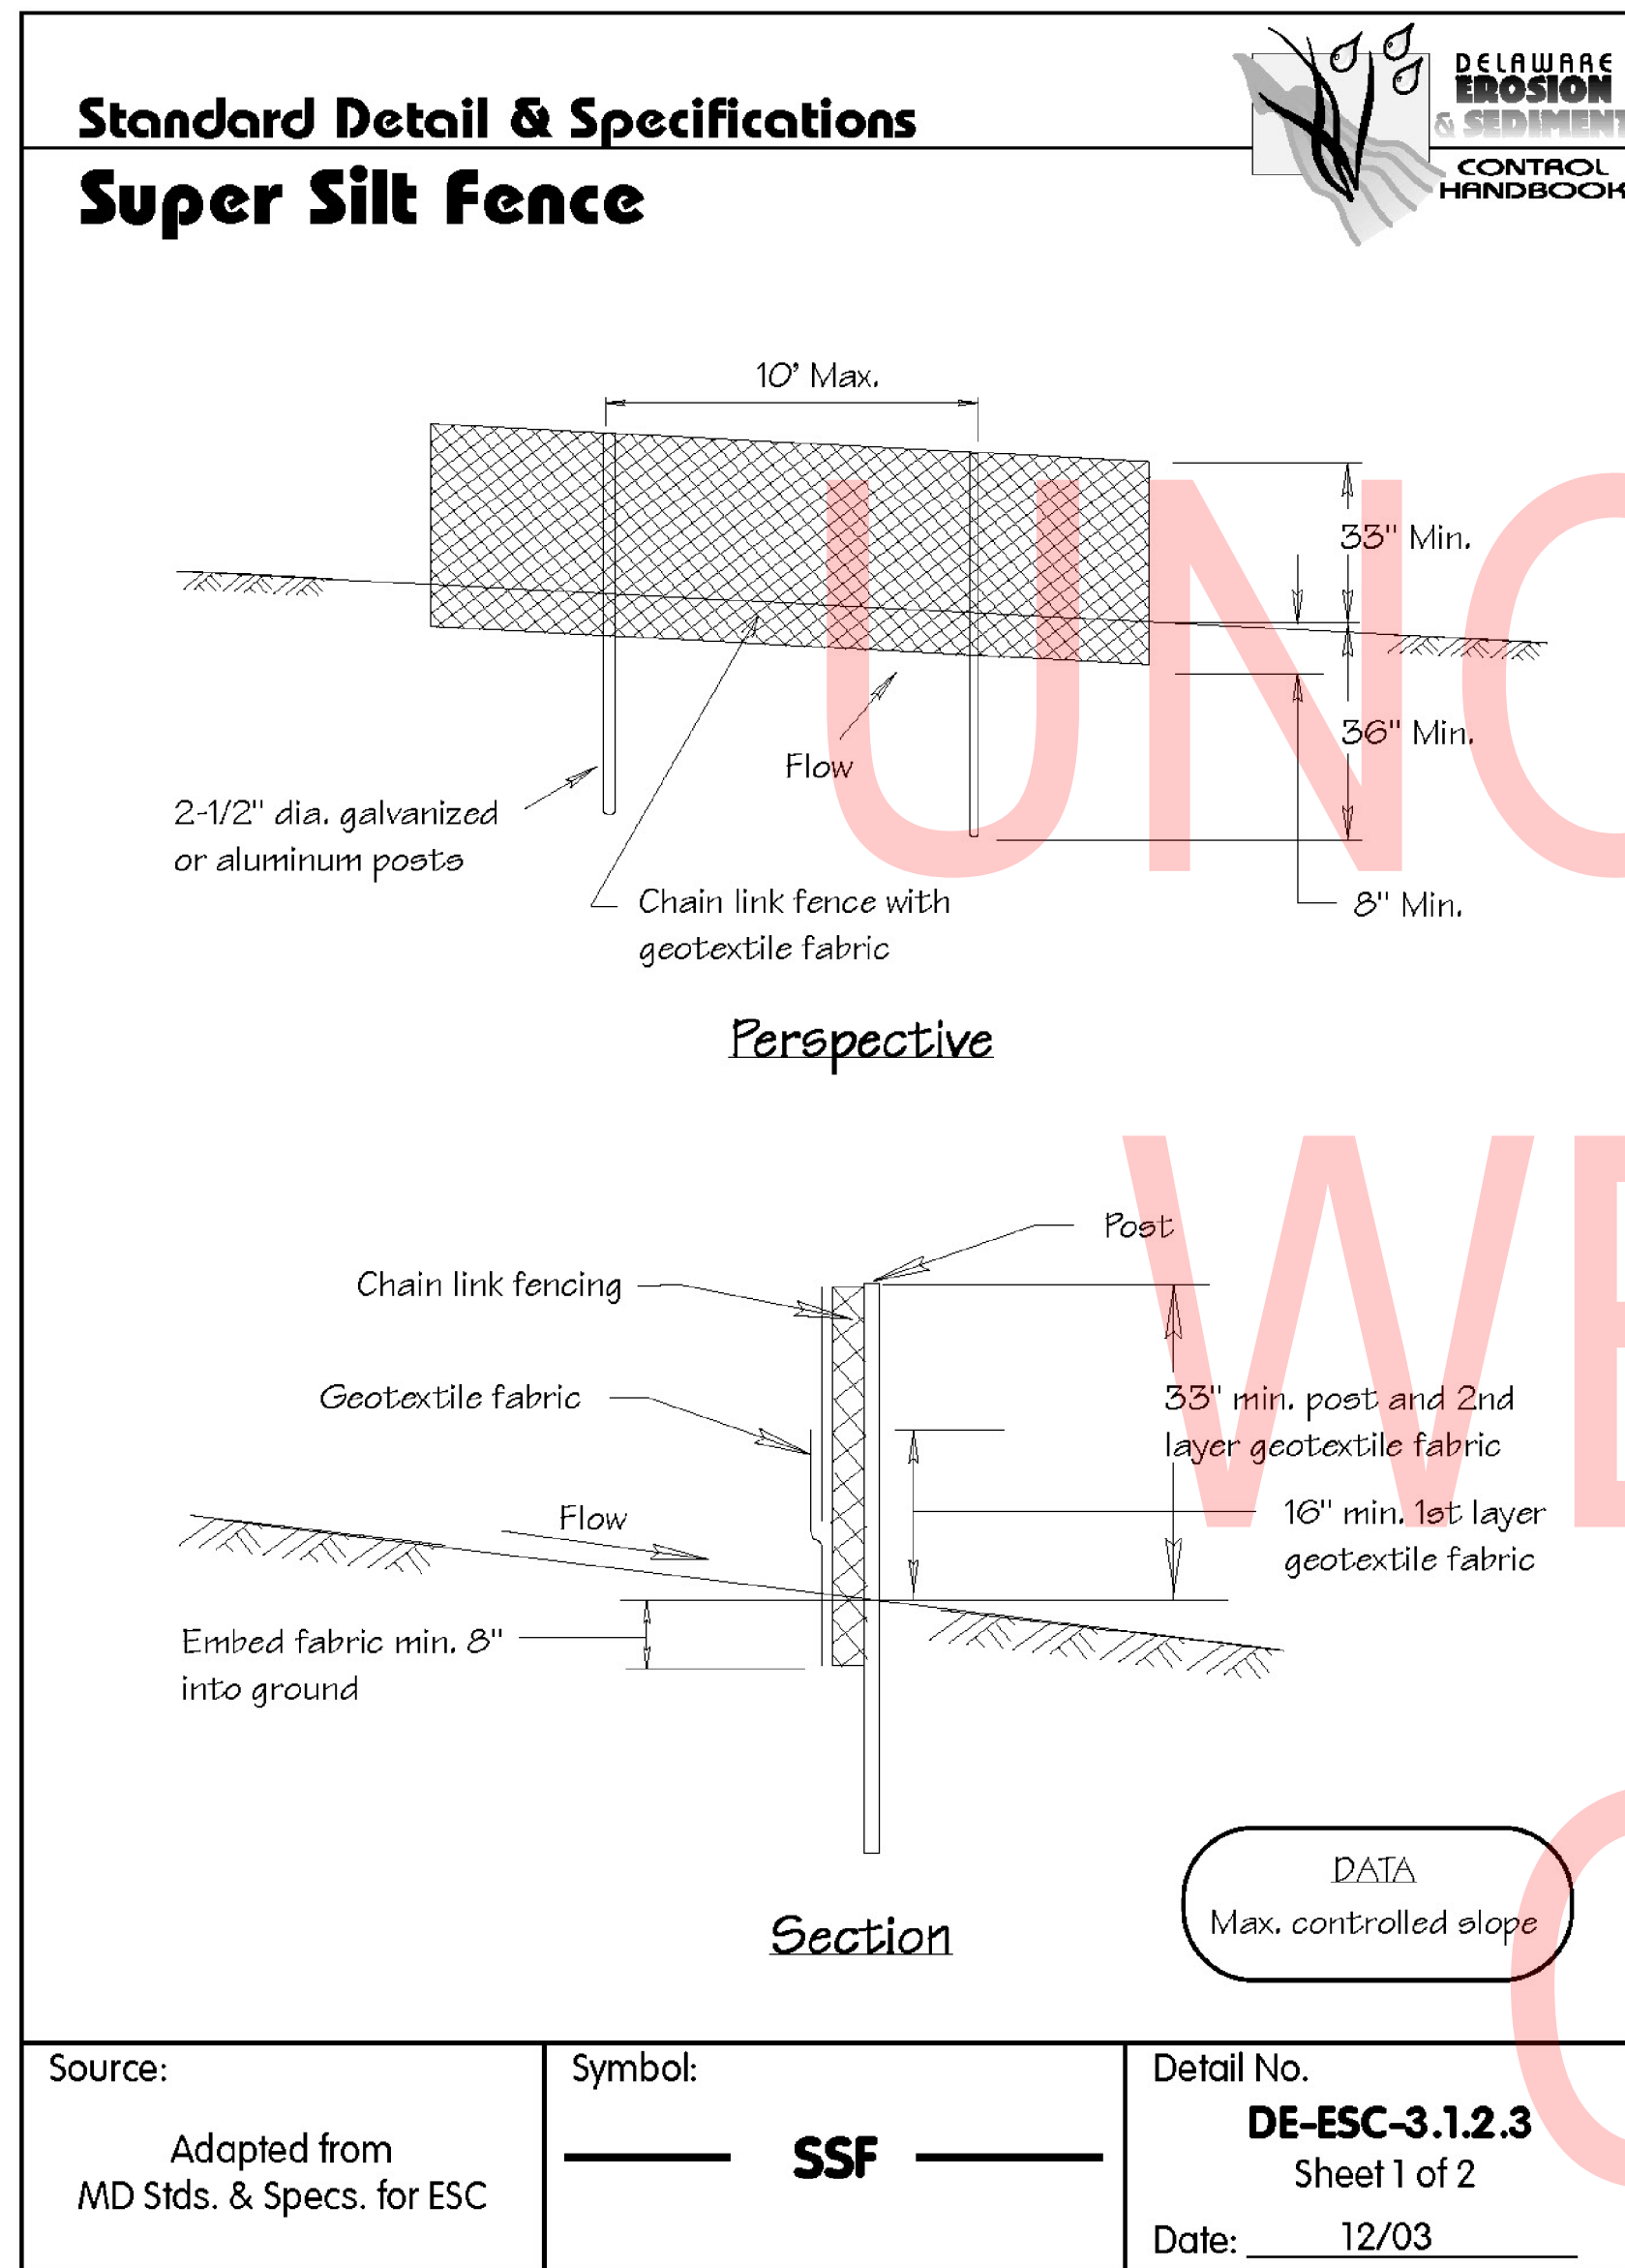 Standard Detail & Specifications
Super Silt Fence
DELAWARE
EROSION
& SEDIMENT
CONTROL
HANDBOOK
10' Max.
33" Min.
36" Min.
Flow
2-1/2" dia. galvanized
or aluminum posts
Chain link fence with
geotextile fabric
8" Min.
Perspective
Post
Chain link fencing
Geotextile fabric
33" min. post and 2nd
layer geotextile fabric
Flow
16" min. 1st layer
geotextile fabric
Embed fabric min. 8"
into ground
DATA
Max. controlled slope
Section
Source:
Adapted from
MD Stds. & Specs. for ESC
Symbol:
SSF
Detail No.
DE-ESC-3.1.2.3
Sheet 1 of 2
Date: 12/03